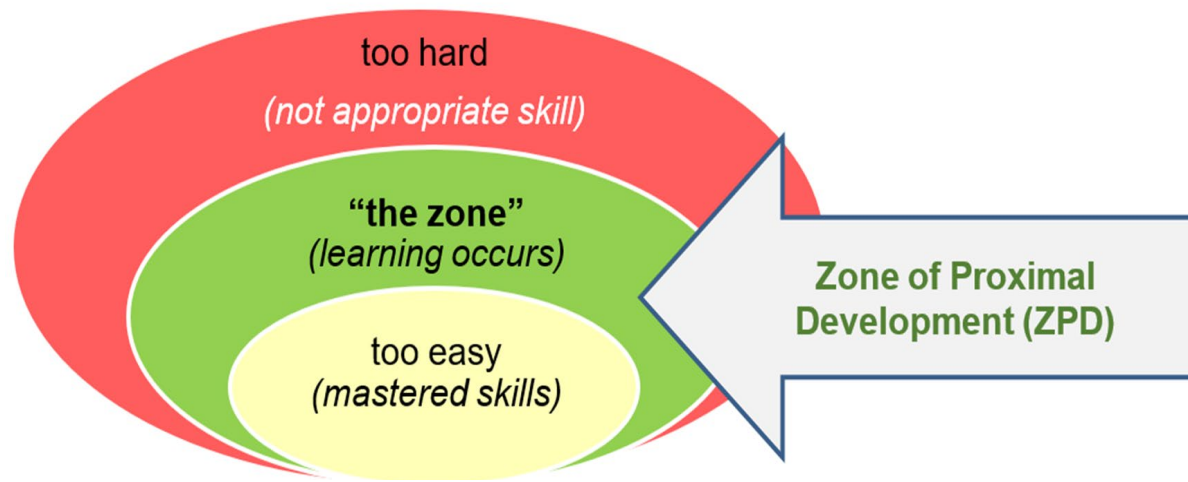 too hard
(not appropriate skill)
“the zone”
(learning occurs)
too easy
(mastered skills)
Zone of Proximal
Development (ZPD)